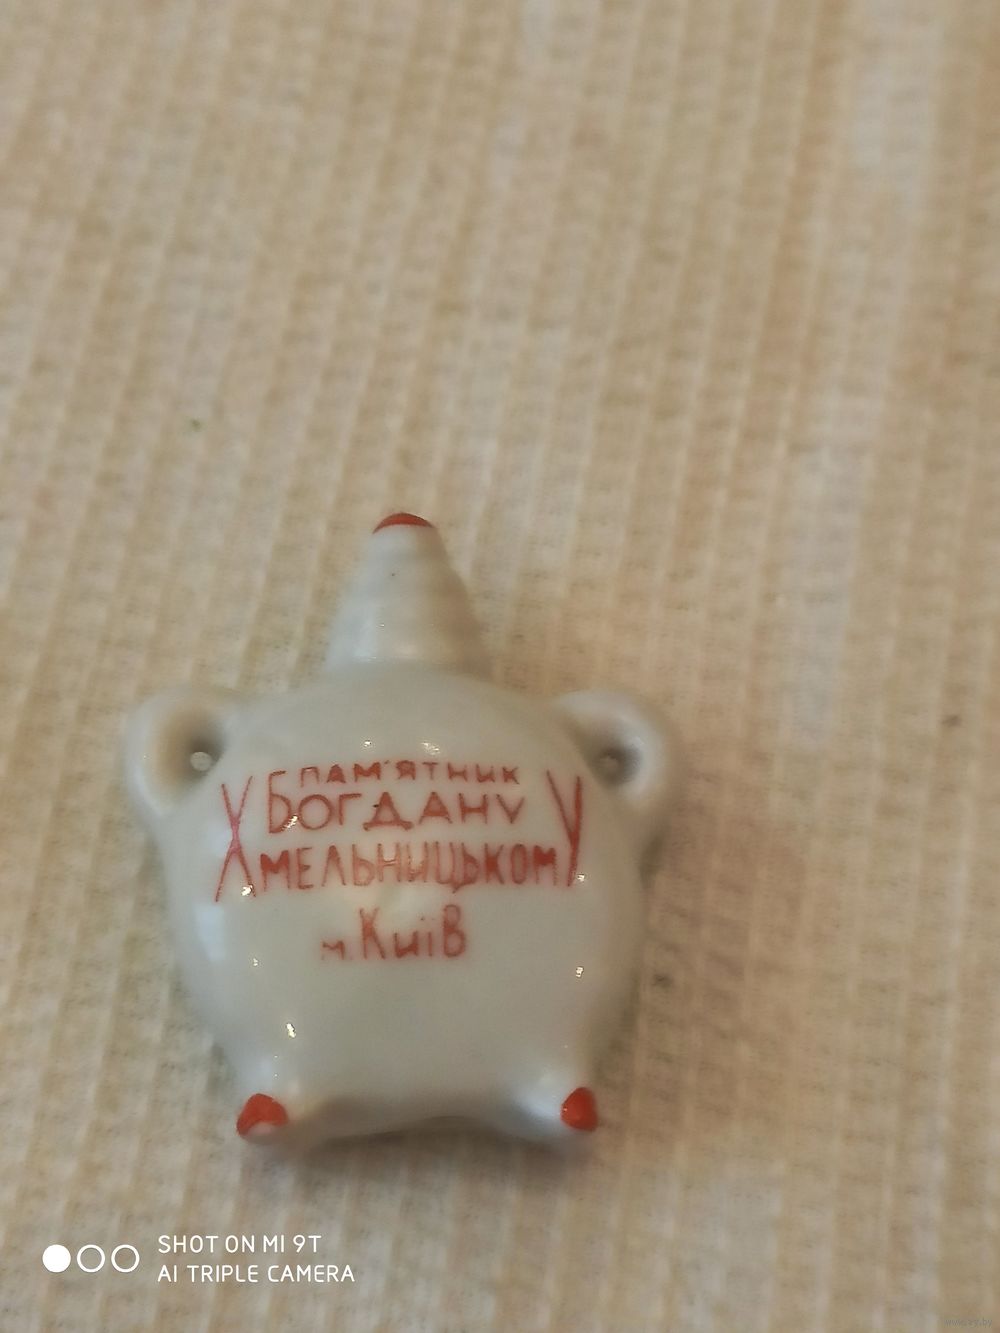 ПАМ'ЯТНИК
БОГДАНУ
ХМЕЛЬНИЦЬКОМУ
м. Київ
SHOT ON MI 9T
AI TRIPLE CAMERA